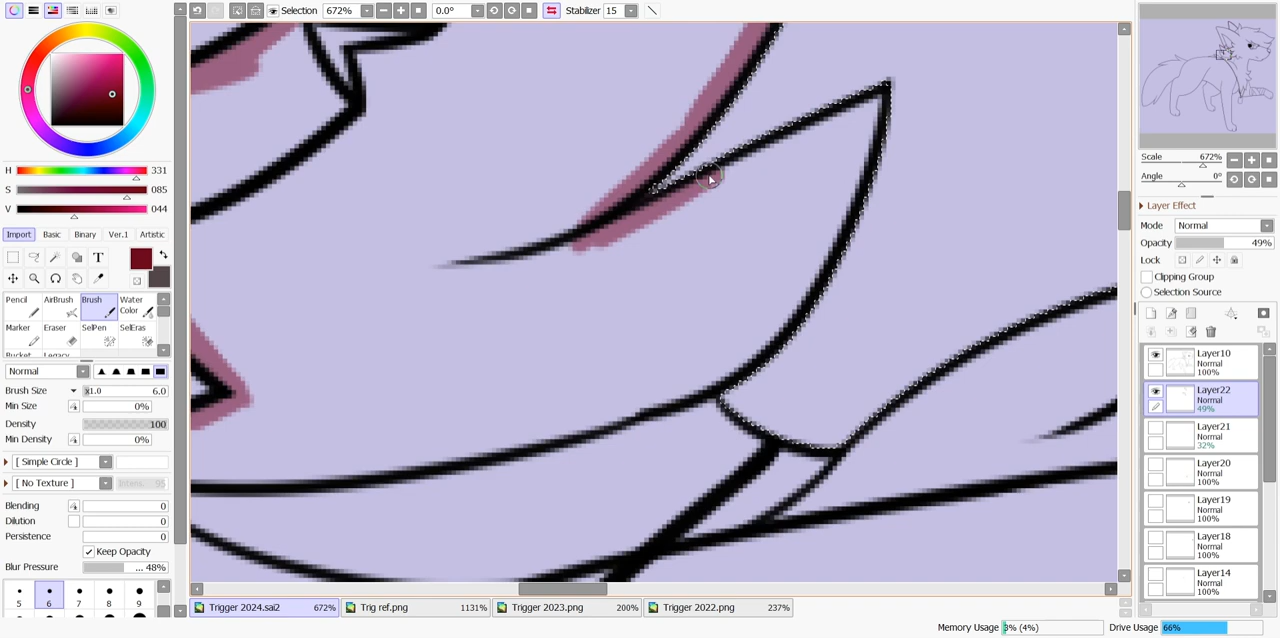 Selection 672% 0.0° Stabilizer 15
H 331
S 085
V 044
Import Basic Binary Ver.1 Artistic
T
Pencil AirBrush Brush Water Color
Marker Eraser SelPen SelEras
Bucket Legacy
Normal
Brush Size x1.0 6.0
Min Size 0%
Density 100
Min Density 0%
[ Simple Circle ]
[ No Texture ] Intens. 95
Blending 0
Dilution 0
Persistence 0
Keep Opacity
Blur Pressure ... 48%
5 6 7 8 9
Trigger 2024.sai2 672% Trig ref.png 1131% Trigger 2023.png 200% Trigger 2022.png 237%
Memory Usage 3% (4%) Drive Usage 66%
Scale 672%
Angle 0°
Layer Effect
Mode Normal
Opacity 49%
Lock
Clipping Group
Selection Source
Layer10
Normal
100%
Layer22
Normal
49%
Layer21
Normal
32%
Layer20
Normal
100%
Layer19
Normal
100%
Layer18
Normal
100%
Layer14
Normal
100%